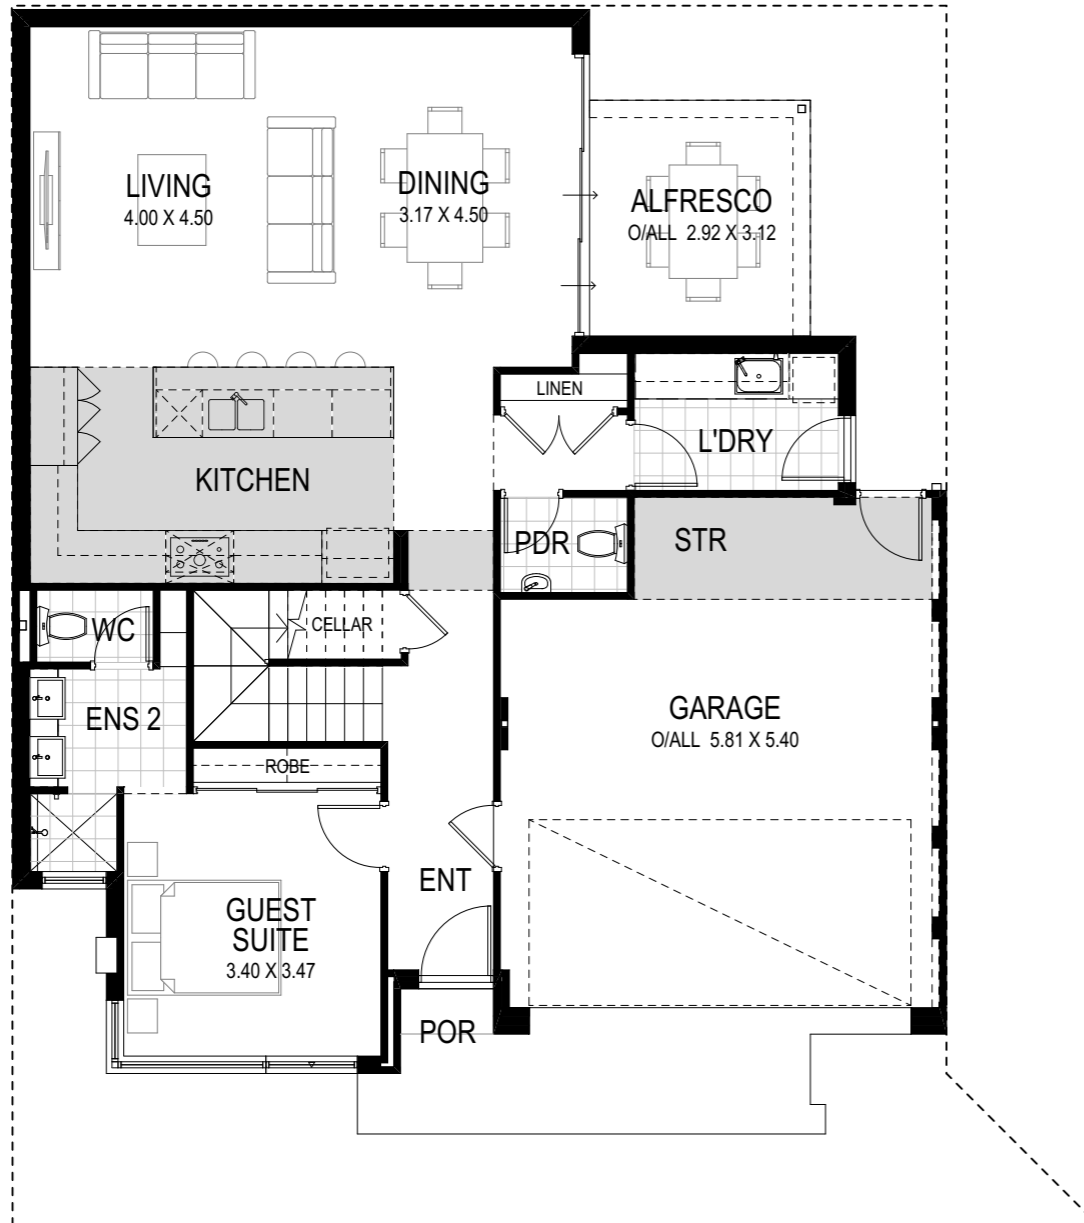 LIVING
4.00 X 4.50
DINING
3.17 X 4.50
ALFRESCO
O/ALL 2.92 X 3.12
LINEN
L'DRY
KITCHEN
PDR
STR
CELLAR
WC
ENS 2
GARAGE
O/ALL 5.81 X 5.40
ROBE
ENT
GUEST
SUITE
3.40 X 3.47
POR